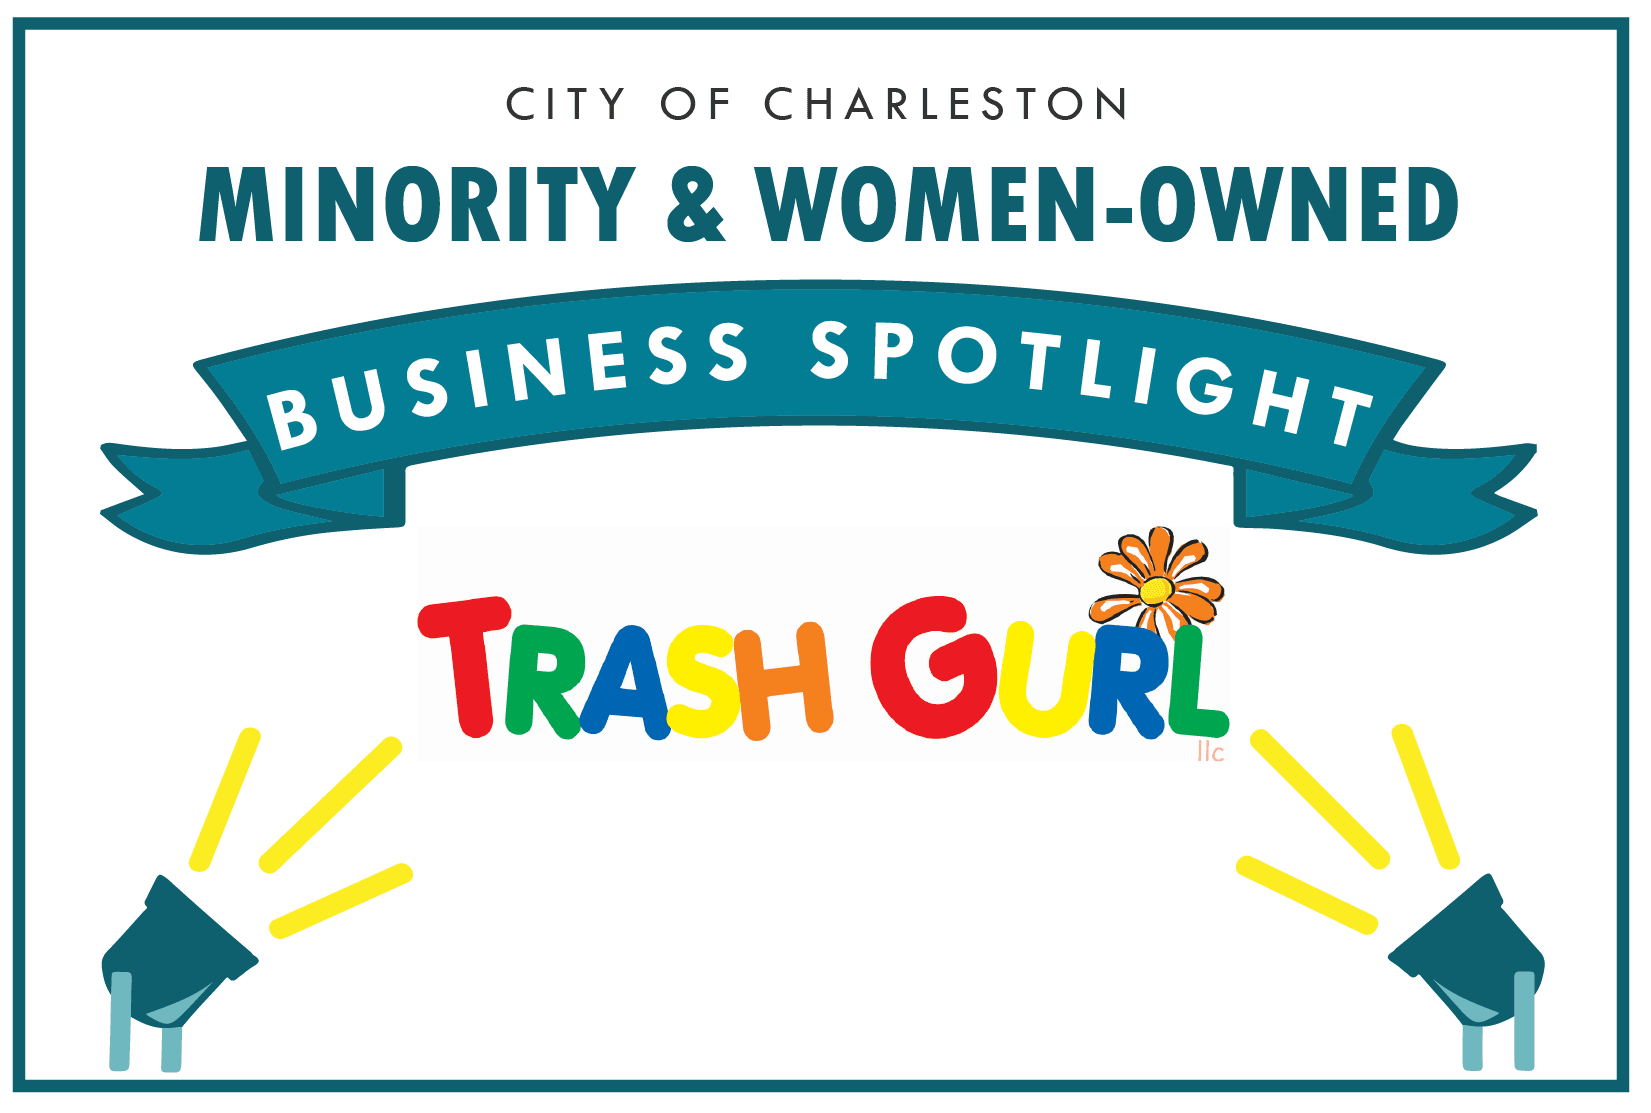 CITY OF CHARLESTON
MINORITY & WOMEN-OWNED
BUSINESS SPOTLIGHT
TRASH GURL
llc